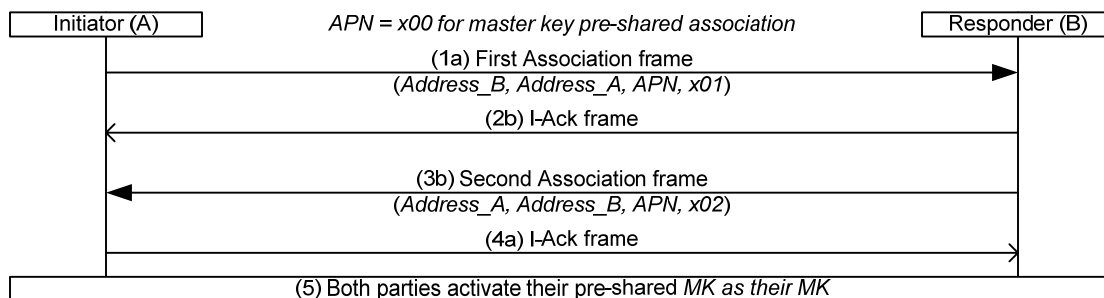 Initiator (A)
APN = x00 for master key pre-shared association
Responder (B)
(1a) First Association frame
(Address_B, Address_A, APN, x01)
(2b) I-Ack frame
(3b) Second Association frame
(Address_A, Address_B, APN, x02)
(4a) I-Ack frame
(5) Both parties activate their pre-shared MK as their MK